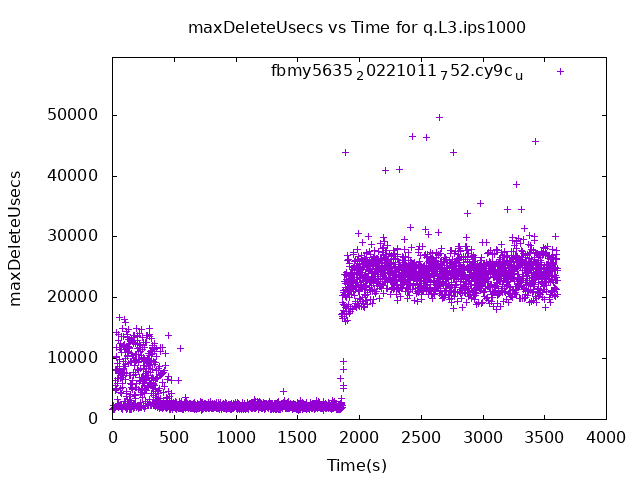 maxDeleteUsecs vs Time for q.L3.ips1000
fbmy5635₂0221011₇52.cy9cᵤ
50000
40000
30000
20000
10000
0
maxDeleteUsecs
0 500 1000 1500 2000 2500 3000 3500 4000
Time(s)